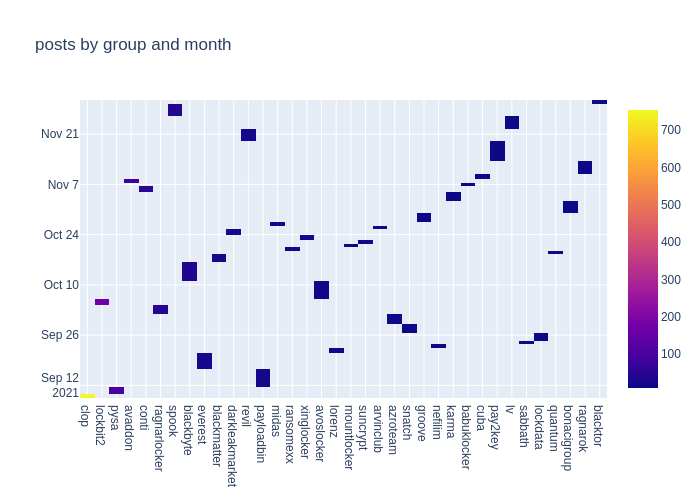 posts by group and month
Nov 21
Nov 7
Oct 24
Oct 10
Sep 26
Sep 12
2021
700
600
500
400
300
200
100
clop
lockbit2
pysa
avaddon
conti
ragnarlocker
spook
blackbyte
everest
blackmatter
darkleakmarket
revil
payloadbin
midas
ransomexx
xinglocker
avoslocker
lorenz
mountlocker
suncrypt
arvinclub
azroteam
snatch
groove
nefilim
karma
babuklocker
cuba
pay2key
lv
sabbath
lockdata
quantum
bonacigroup
ragnarok
blacktor